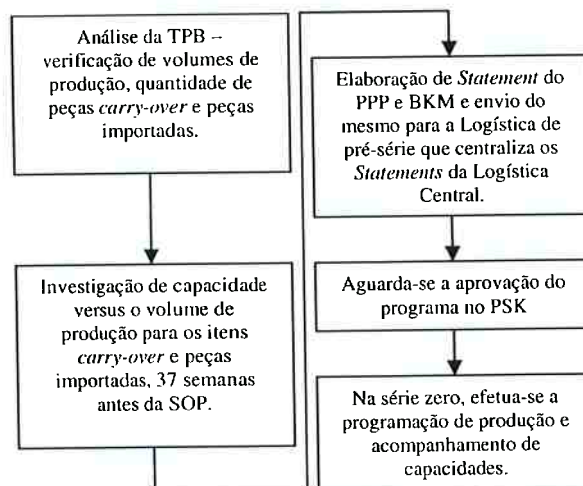 Análise da TPB –
verificação de volumes de
produção, quantidade de
peças carry-over e peças
importadas.
Investigação de capacidade
versus o volume de
produção para os itens
carry-over e peças
importadas, 37 semanas
antes da SOP.
Elaboração de Statement do
PPP e BKM e envio do
mesmo para a Logística de
pré-série que centraliza os
Statements da Logística
Central.
Aguarda-se a aprovação do
programa no PSK
Na série zero, efetua-se a
programação de produção e
acompanhamento de
capacidades.